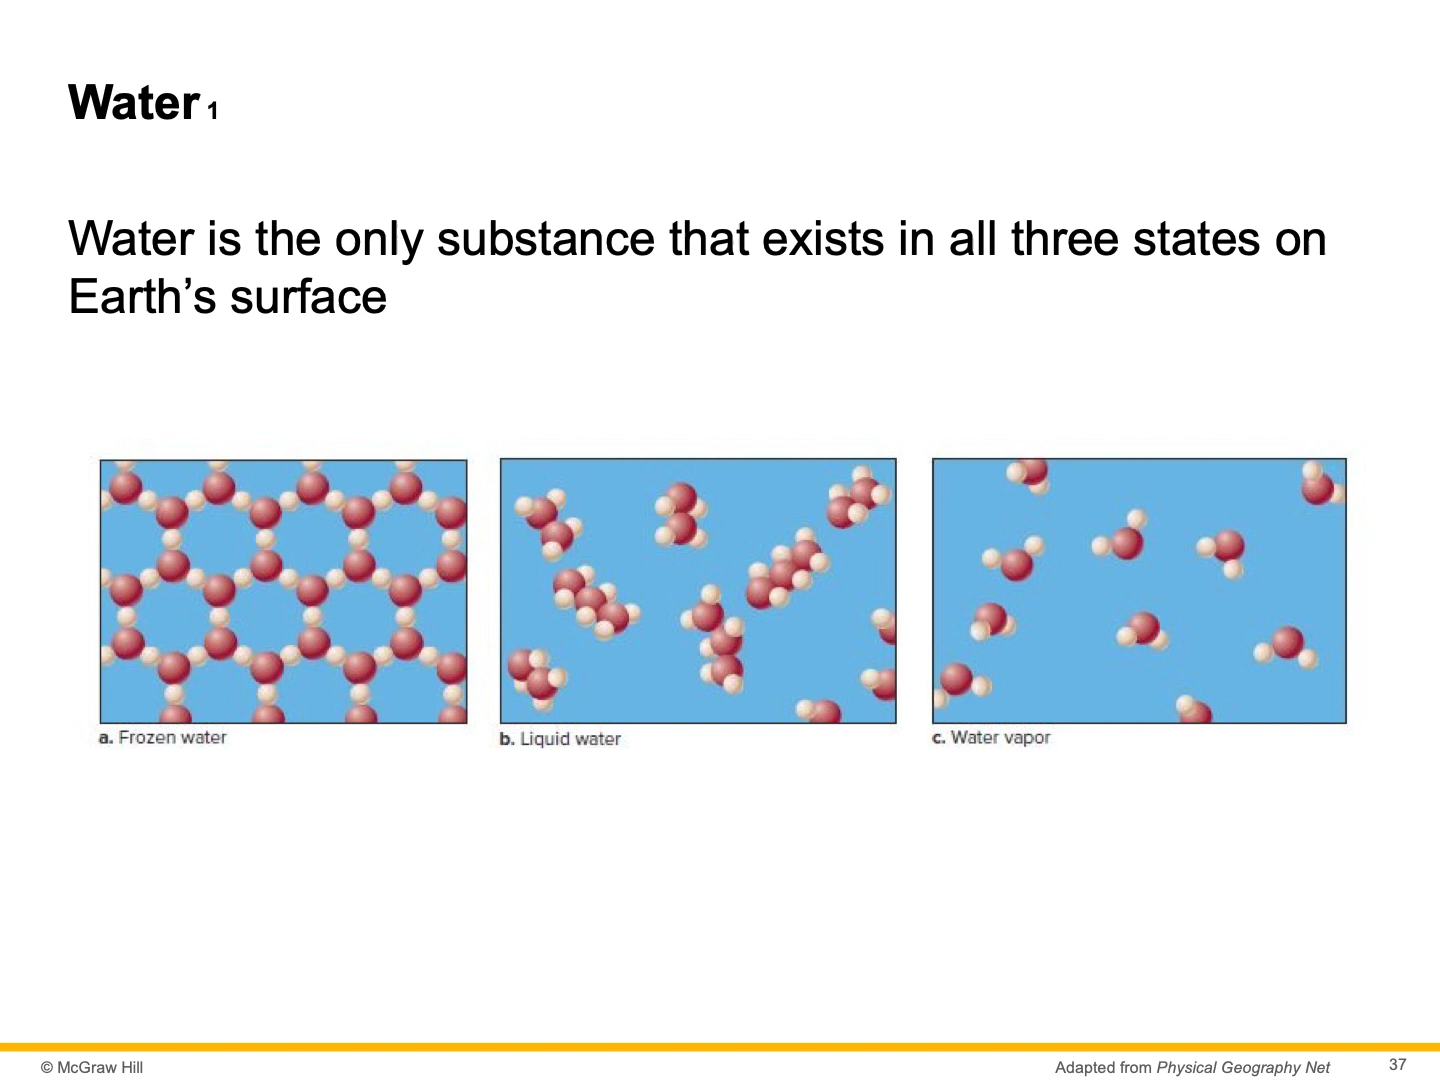 Water 1
Water is the only substance that exists in all three states on
Earth’s surface
a. Frozen water
b. Liquid water
c. Water vapor
© McGraw Hill
Adapted from Physical Geography Net
37